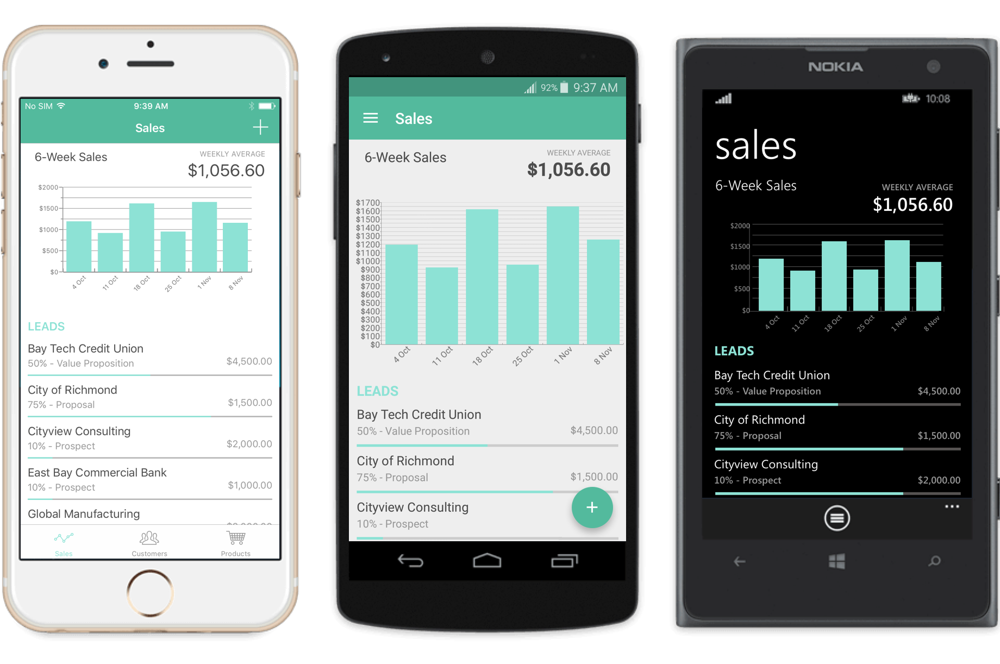 No SIM 9:39 AM
Sales
6-Week Sales
WEEKLY AVERAGE
$1,056.60
$2000
$1500
$1000
$500
$0
4 Oct 11 Oct 18 Oct 25 Oct 1 Nov 8 Nov
LEADS
Bay Tech Credit Union
50% - Value Proposition $4,500.00
City of Richmond
75% - Proposal $1,500.00
Cityview Consulting
10% - Prospect $2,000.00
East Bay Commercial Bank
10% - Prospect $1,000.00
Global Manufacturing
Sales Customers Products
92% 9:37 AM
Sales
6-Week Sales
WEEKLY AVERAGE
$1,056.60
$1700
$1600
$1500
$1400
$1300
$1200
$1100
$1000
$900
$800
$700
$600
$500
$400
$300
$200
$100
$0
4 Oct 11 Oct 18 Oct 25 Oct 1 Nov 8 Nov
LEADS
Bay Tech Credit Union
50% - Value Proposition $4,500.00
City of Richmond
75% - Proposal $1,500.00
Cityview Consulting
10% - Prospect
NOKIA
10:08
sales
6-Week Sales
WEEKLY AVERAGE
$1,056.60
$2000
$1500
$1000
$500
$0
4 Oct 11 Oct 18 Oct 25 Oct 1 Nov 8 Nov
LEADS
Bay Tech Credit Union
50% - Value Proposition $4,500.00
City of Richmond
75% - Proposal $1,500.00
Cityview Consulting
10% - Prospect $2,000.00